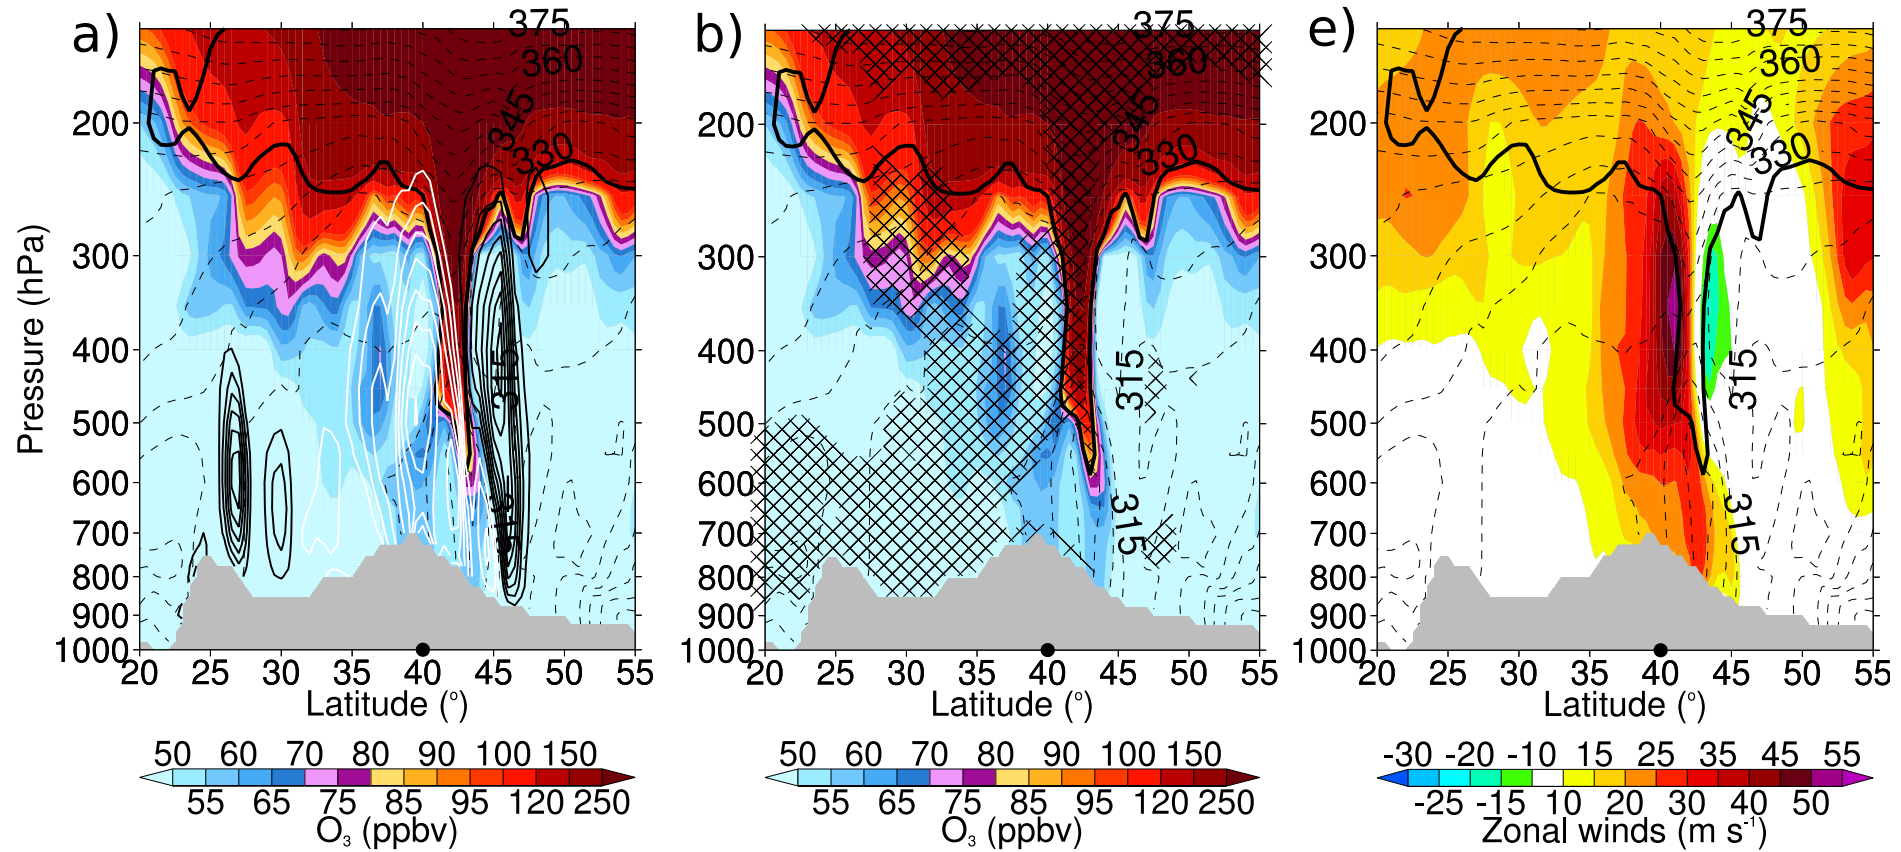 a)
375
360
345
330
315
315
200
300
400
500
600
700
800
900
1000
Pressure (hPa)
20 25 30 35 40 45 50 55
Latitude (°)
50 60 70 80 90 100 150
55 65 75 85 95 120 250
O3 (ppbv)
b)
375
360
345
330
315
315
200
300
400
500
600
700
800
900
1000
20 25 30 35 40 45 50 55
Latitude (°)
50 60 70 80 90 100 150
55 65 75 85 95 120 250
O3 (ppbv)
e)
375
360
345
330
315
315
200
300
400
500
600
700
800
900
1000
20 25 30 35 40 45 50 55
Latitude (°)
-30 -20 -10 15 25 35 45 55
-25 -15 10 20 30 40 50
Zonal winds (m s-1)